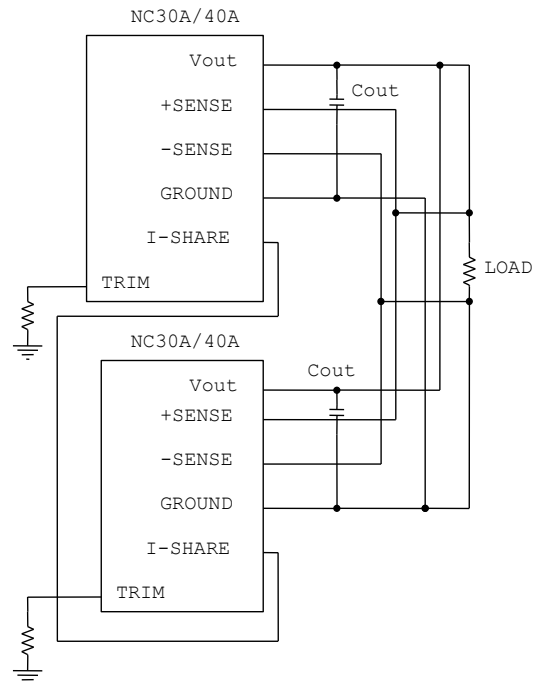 NC30A/40A
Vout
Cout
+SENSE
-SENSE
GROUND
I-SHARE
LOAD
TRIM
NC30A/40A
Cout
Vout
+SENSE
-SENSE
GROUND
I-SHARE
TRIM